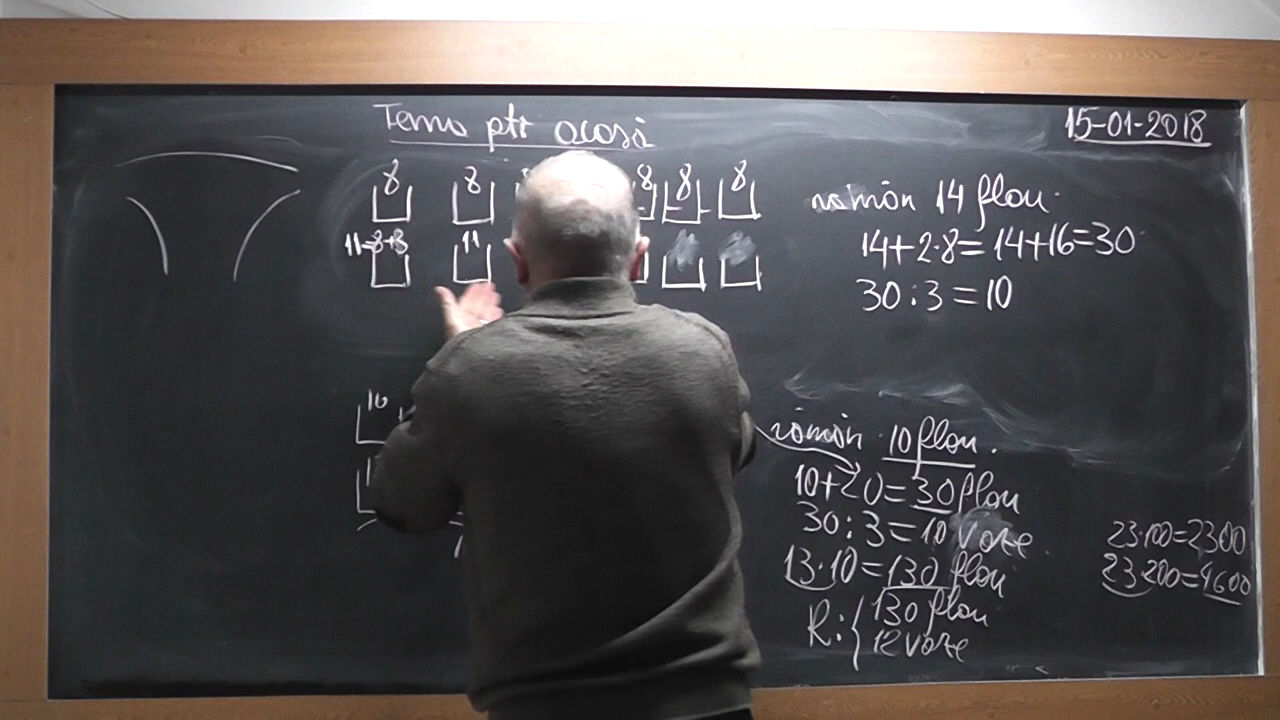 Tema ptr acasă
15-01-2018
8 8 8 8 8
11=8+3 11
rămân 14 flori.
14+2·8=14+16=30
30:3=10
10
rămân 10 flori.
10+20=30 flori
30:3=10 vaze.
13·10=130 flori
R: { 130 flori
12 vaze
23·100=2300
23·200=4600